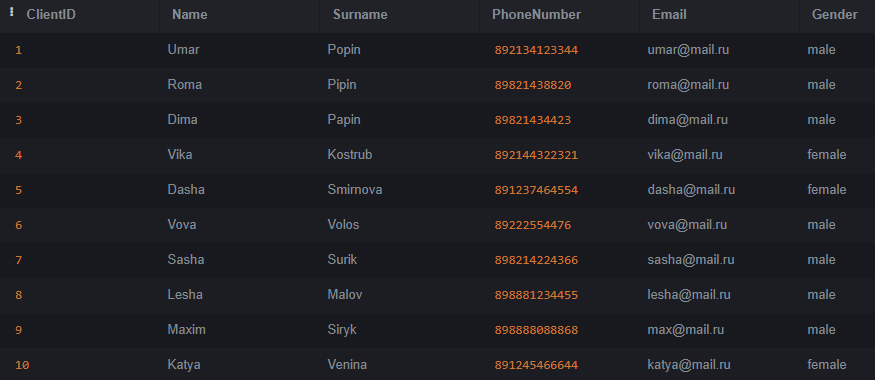 ClientID Name Surname PhoneNumber Email Gender
1 Umar Popin 892134123344 umar@mail.ru male
2 Roma Pipin 89821438820 roma@mail.ru male
3 Dima Papin 89821434423 dima@mail.ru male
4 Vika Kostrub 892144322321 vika@mail.ru female
5 Dasha Smirnova 891237464554 dasha@mail.ru female
6 Vova Volos 89222554476 vova@mail.ru male
7 Sasha Surik 898214224366 sasha@mail.ru male
8 Lesha Malov 898881234455 lesha@mail.ru male
9 Maxim Siryk 898888088868 max@mail.ru male
10 Katya Venina 891245466644 katya@mail.ru female